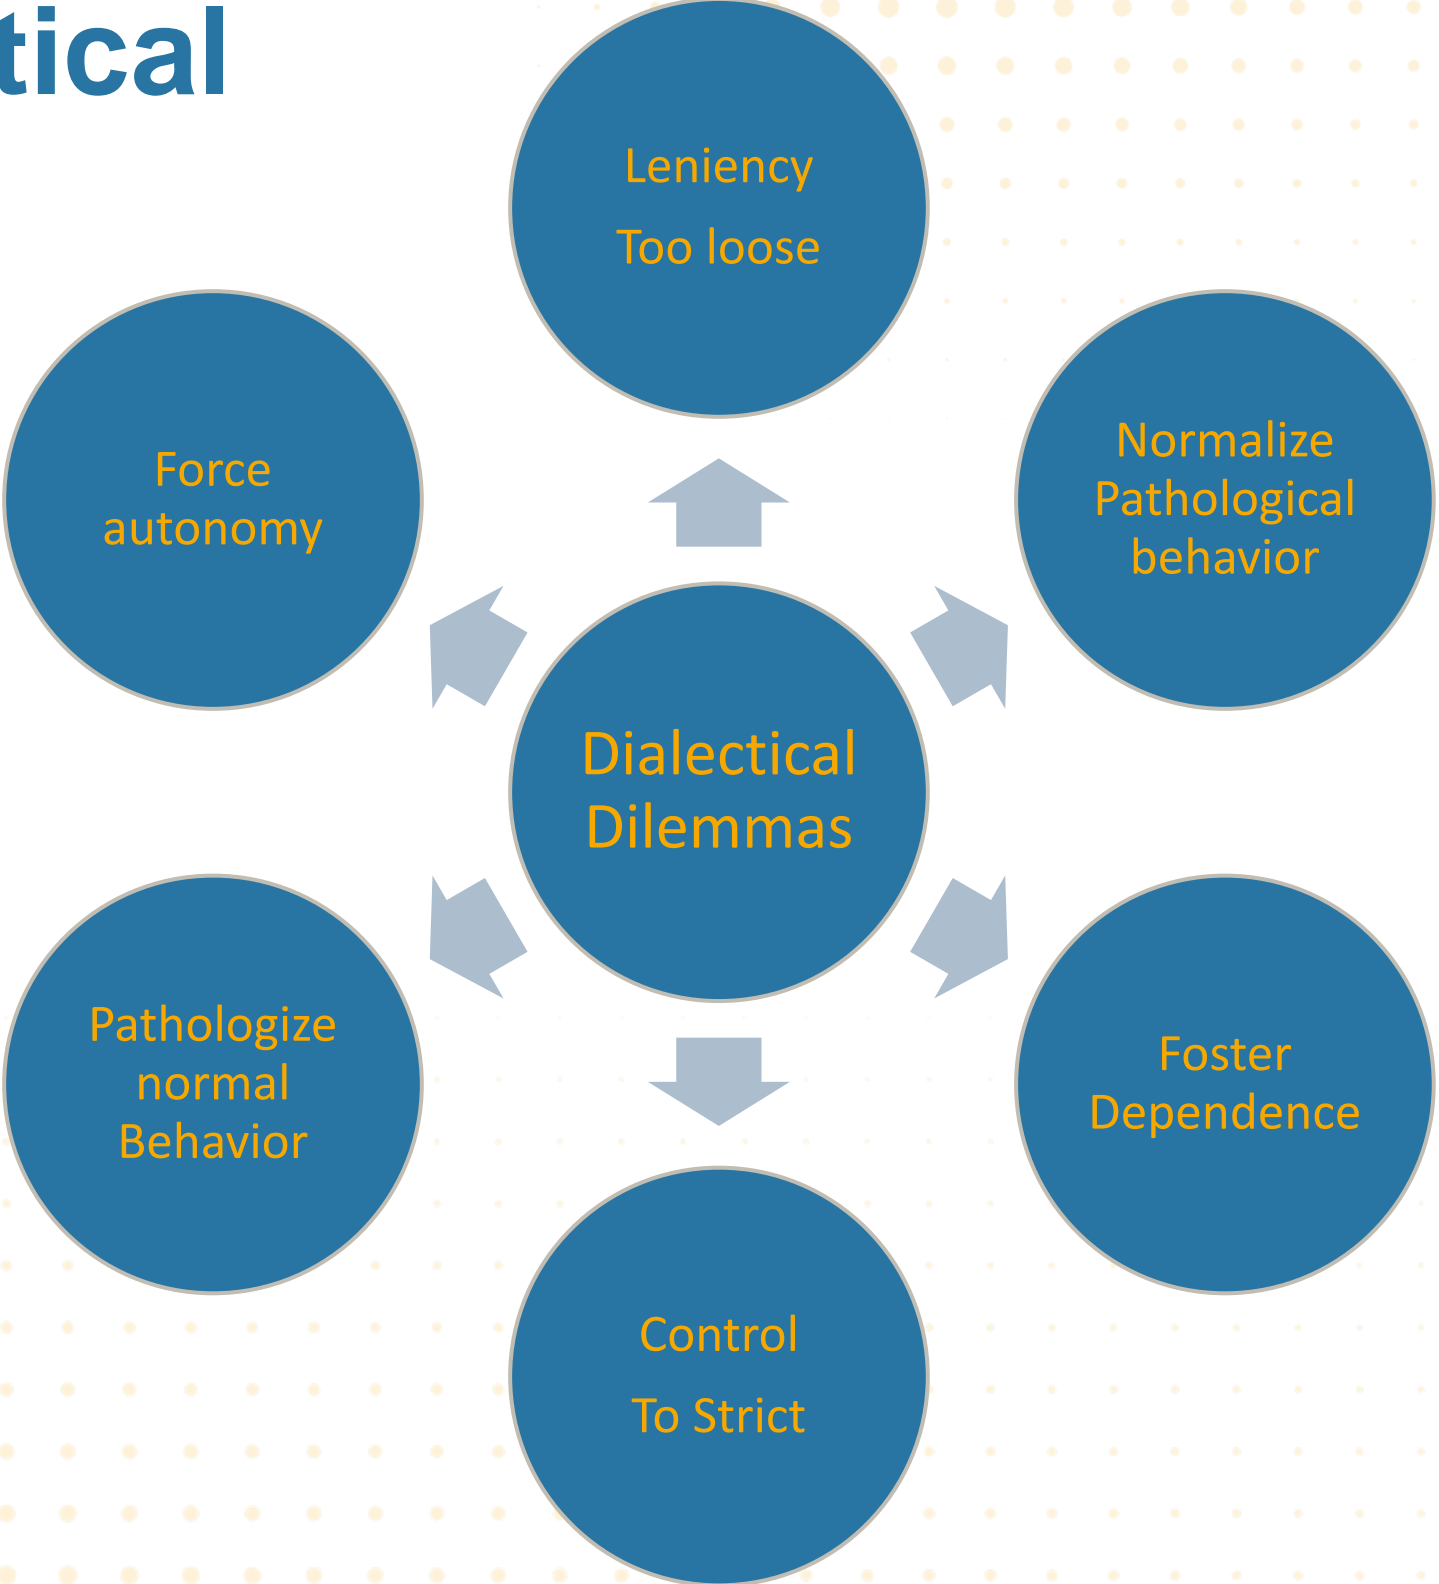 tical
Leniency
Too loose
Normalize
Pathological
behavior
Foster
Dependence
Control
To Strict
Pathologize
normal
Behavior
Force
autonomy
Dialectical
Dilemmas